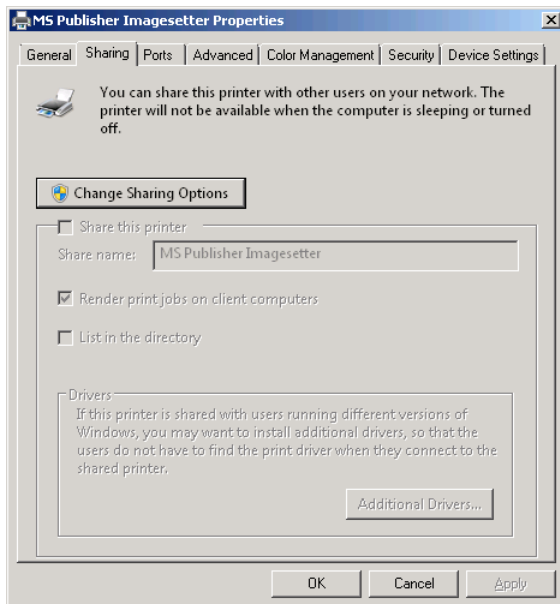 MS Publisher Imagesetter Properties
General Sharing Ports Advanced Color Management Security Device Settings
You can share this printer with other users on your network. The
printer will not be available when the computer is sleeping or turned
off.
Change Sharing Options
Share this printer
Share name: MS Publisher Imagesetter
Render print jobs on client computers
List in the directory
Drivers
If this printer is shared with users running different versions of
Windows, you may want to install additional drivers, so that the
users do not have to find the print driver when they connect to the
shared printer.
Additional Drivers...
OK Cancel Apply